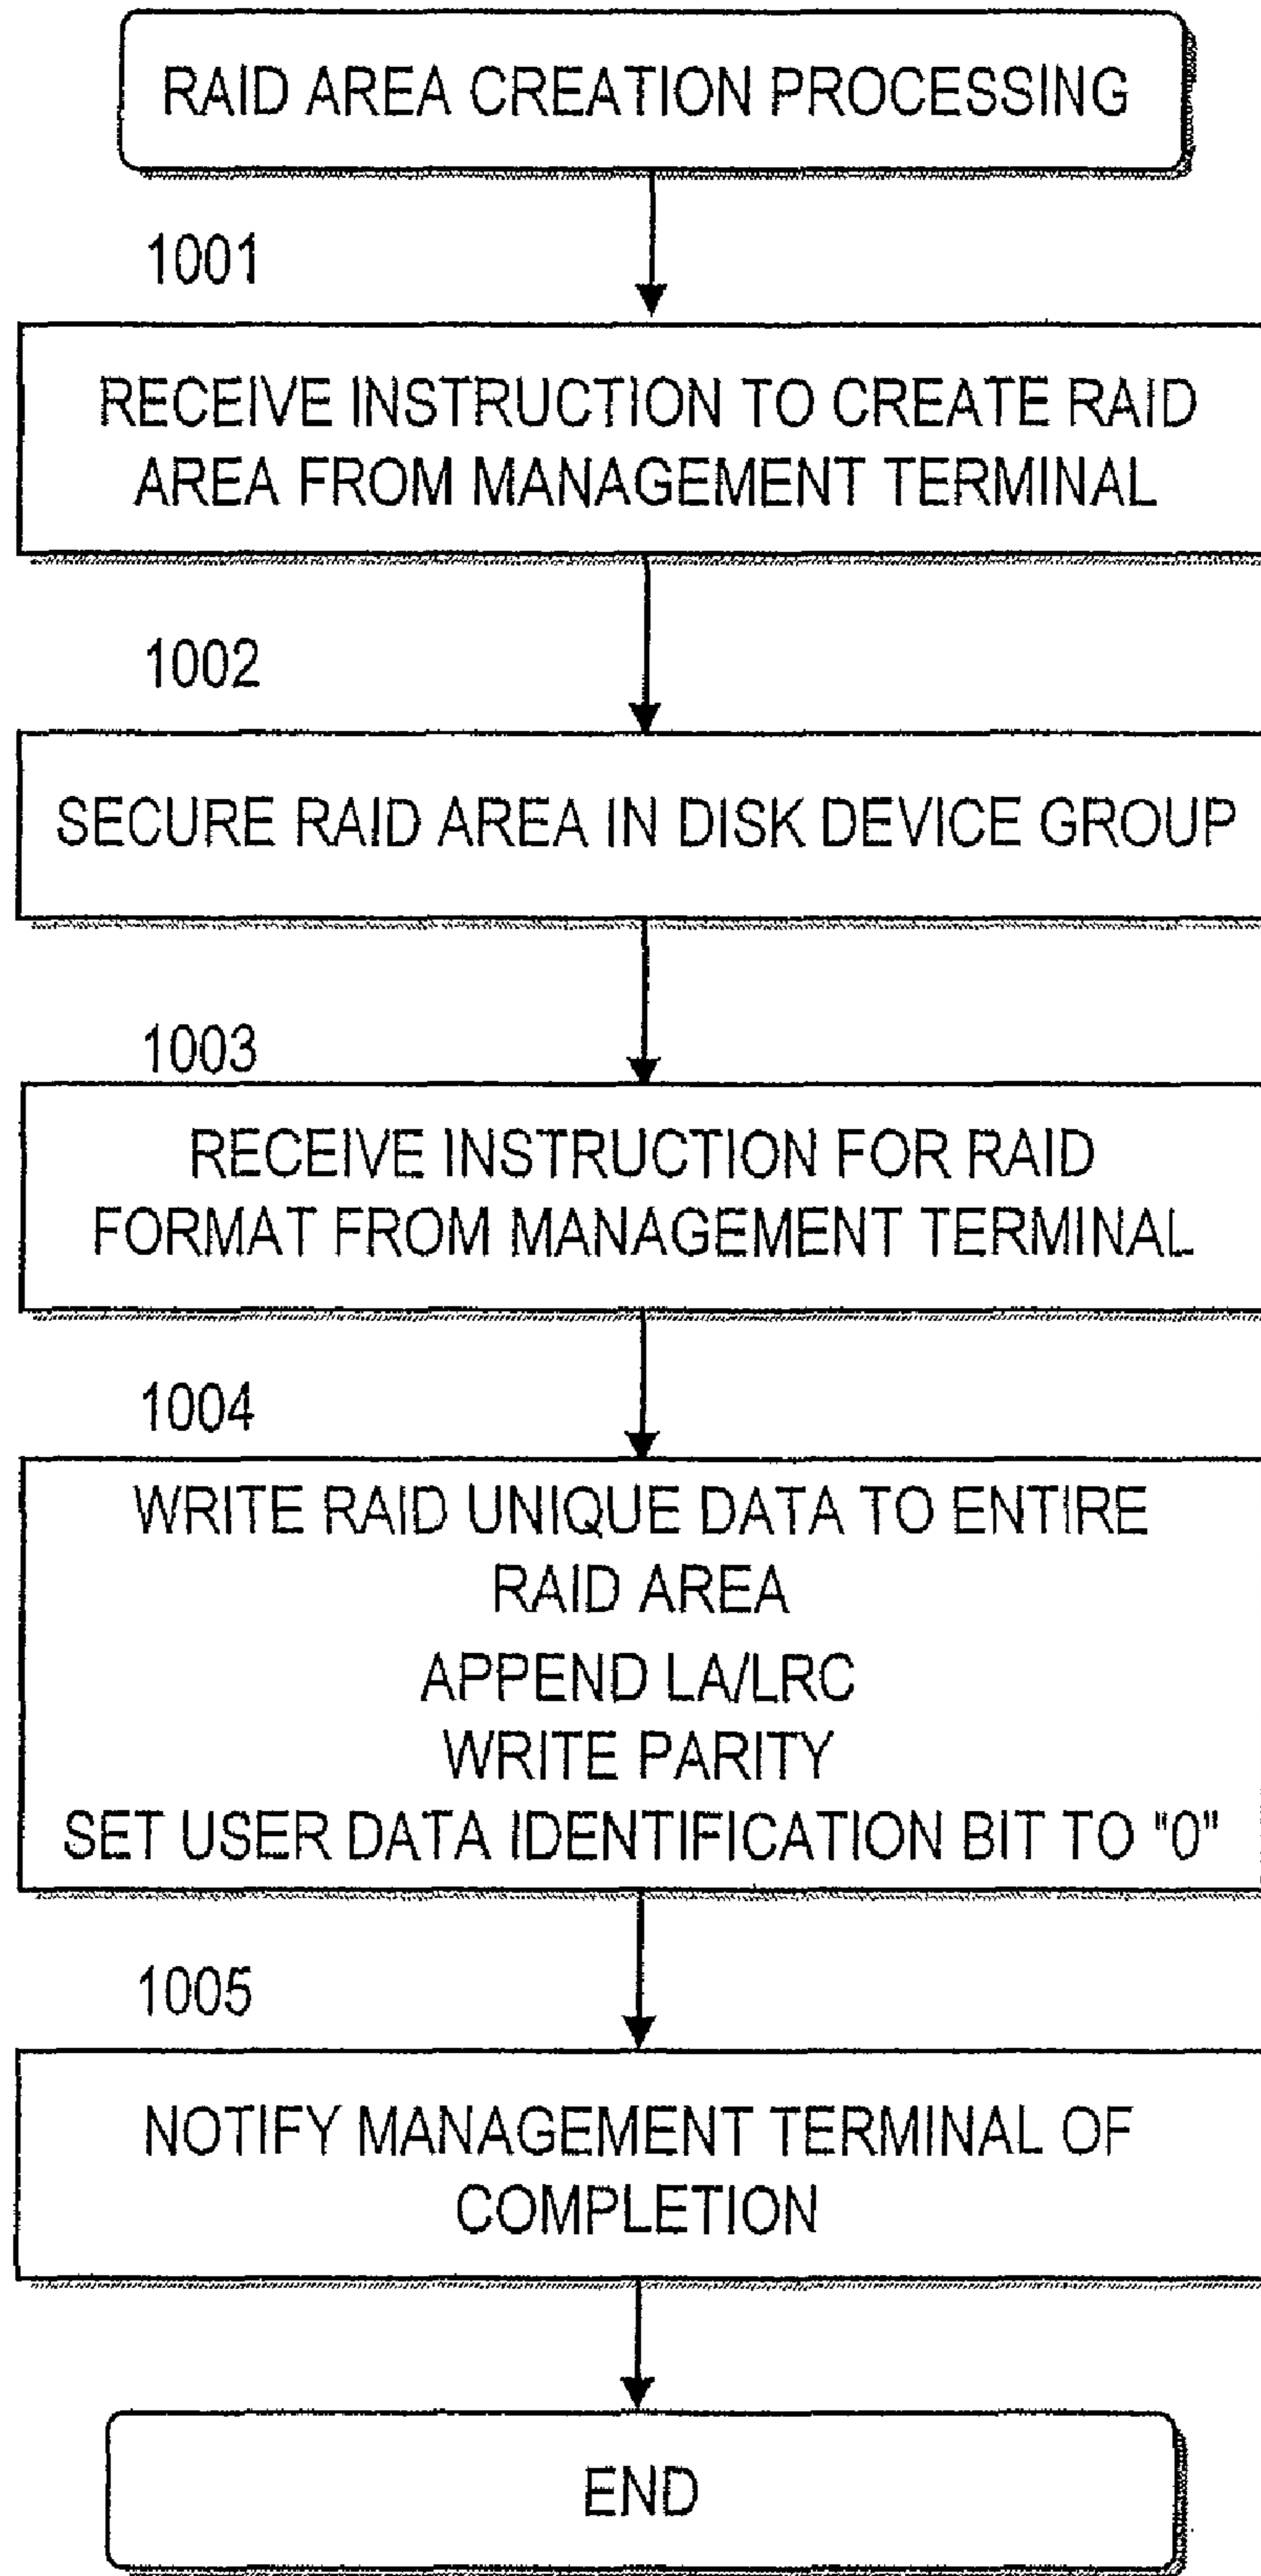 RAID AREA CREATION PROCESSING
1001
RECEIVE INSTRUCTION TO CREATE RAID
AREA FROM MANAGEMENT TERMINAL
1002
SECURE RAID AREA IN DISK DEVICE GROUP
1003
RECEIVE INSTRUCTION FOR RAID
FORMAT FROM MANAGEMENT TERMINAL
1004
WRITE RAID UNIQUE DATA TO ENTIRE
RAID AREA
APPEND LA/LRC
WRITE PARITY
SET USER DATA IDENTIFICATION BIT TO "0"
1005
NOTIFY MANAGEMENT TERMINAL OF
COMPLETION
END